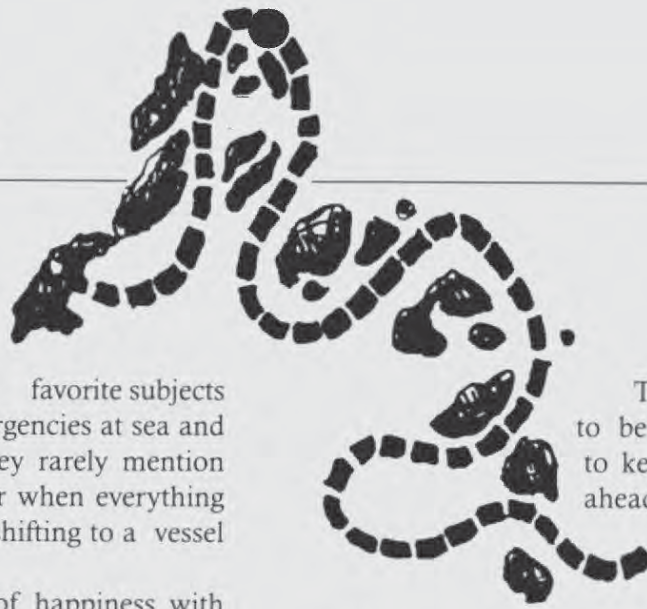 favorite subjects
rgencies at sea and
ey rarely mention
r when everything
shifting to a vessel
of happiness with
T
to be
to ke
ahead